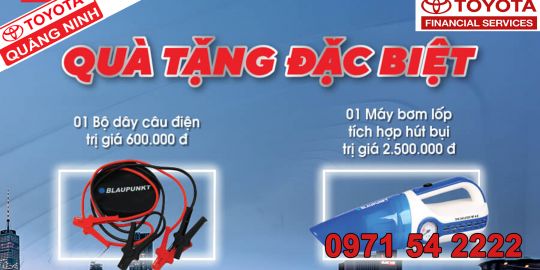 TOYOTA
QUẢNG NINH
TOYOTA
FINANCIAL SERVICES
QUÀ TẶNG ĐẶC BIỆT
01 Bộ dây câu điện
trị giá 600.000 đ
01 Máy bơm lốp
tích hợp hút bụi
trị giá 2.500.000 đ
BLAUPUNKT
BLAUPUNKT
0971 54 2222